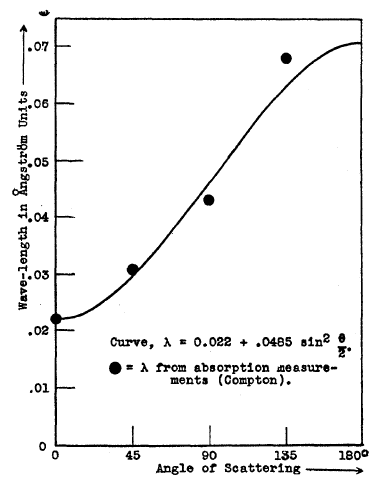 Wave-length in Ångström Units
.07
.06
.05
.04
.03
.02
.01
0
Curve, λ = 0.022 + .0485 sin² θ/2.
● = λ from absorption measure-
ments (Compton).
0 45 90 135 180°
Angle of Scattering